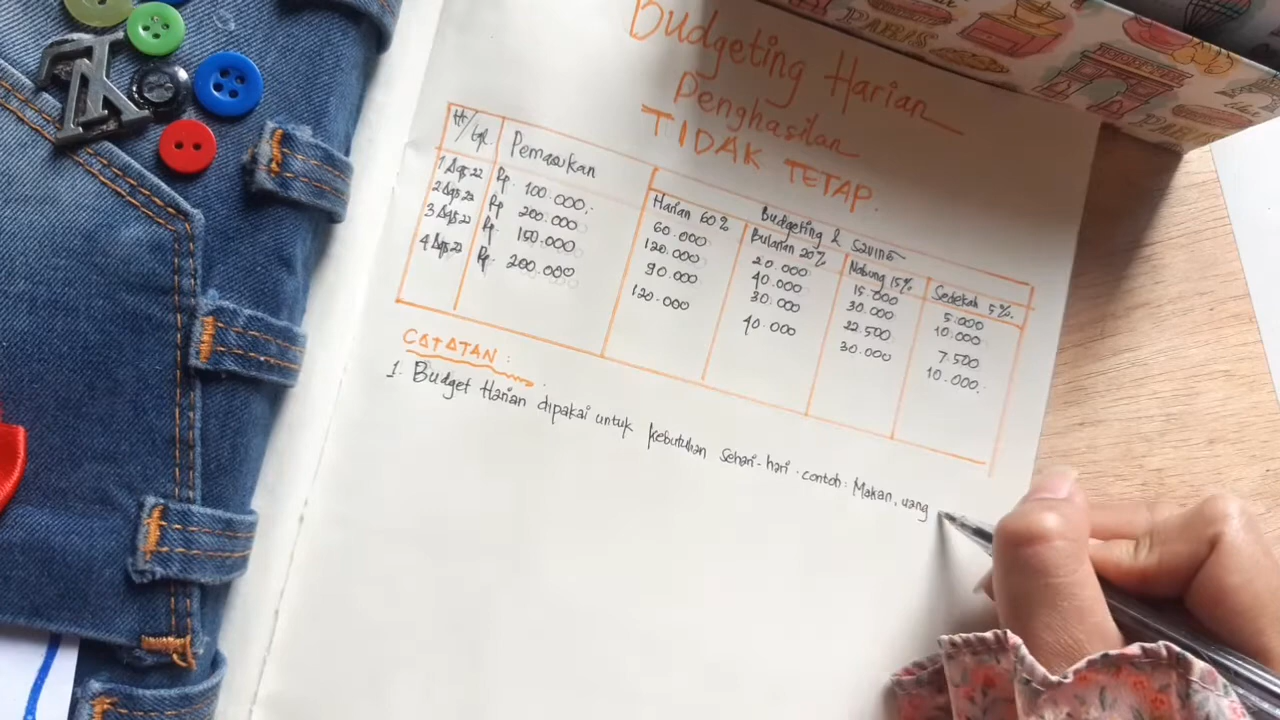 Budgeting Harian
Penghasilan
TIDAK TETAP.
Hr/tgl. Pemasukan Budgeting & Saving
Harian 60% Bulanan 20% Nabung 15% Sedekah 5%.
1 Ags 22 Rp. 100.000,- 60.000 20.000 15.000 5.000
2 Ags 22 Rp 200.000 120.000 40.000 30.000 10.000
3 Ags 22 Rp. 150.000 90.000 30.000 22.500 7.500
4 Ags 22 Rp. 200.000 120.000 40.000 30.000 10.000.
CATATAN :
1. Budget Harian dipakai untuk kebutuhan sehari-hari. contoh: Makan, uang
PARIS
PARIS